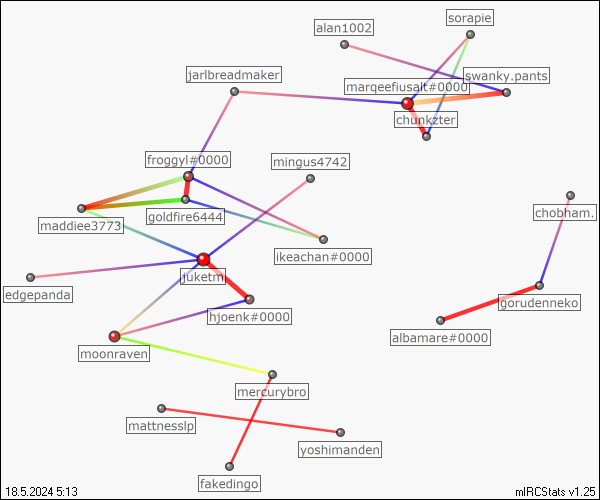 sorapie
alan1002
swanky.pants
jarlbreadmaker
marqeefiusalt#0000
chunkzter
froggyl#0000
mingus4742
chobham.
goldfire6444
maddiee3773
ikeachan#0000
juketm
edgepanda
gorudenneko
hjoenk#0000
albamare#0000
moonraven
mercurybro
mattnesslp
yoshimanden
fakedingo
18.5.2024 5:13
mIRCStats v1.25